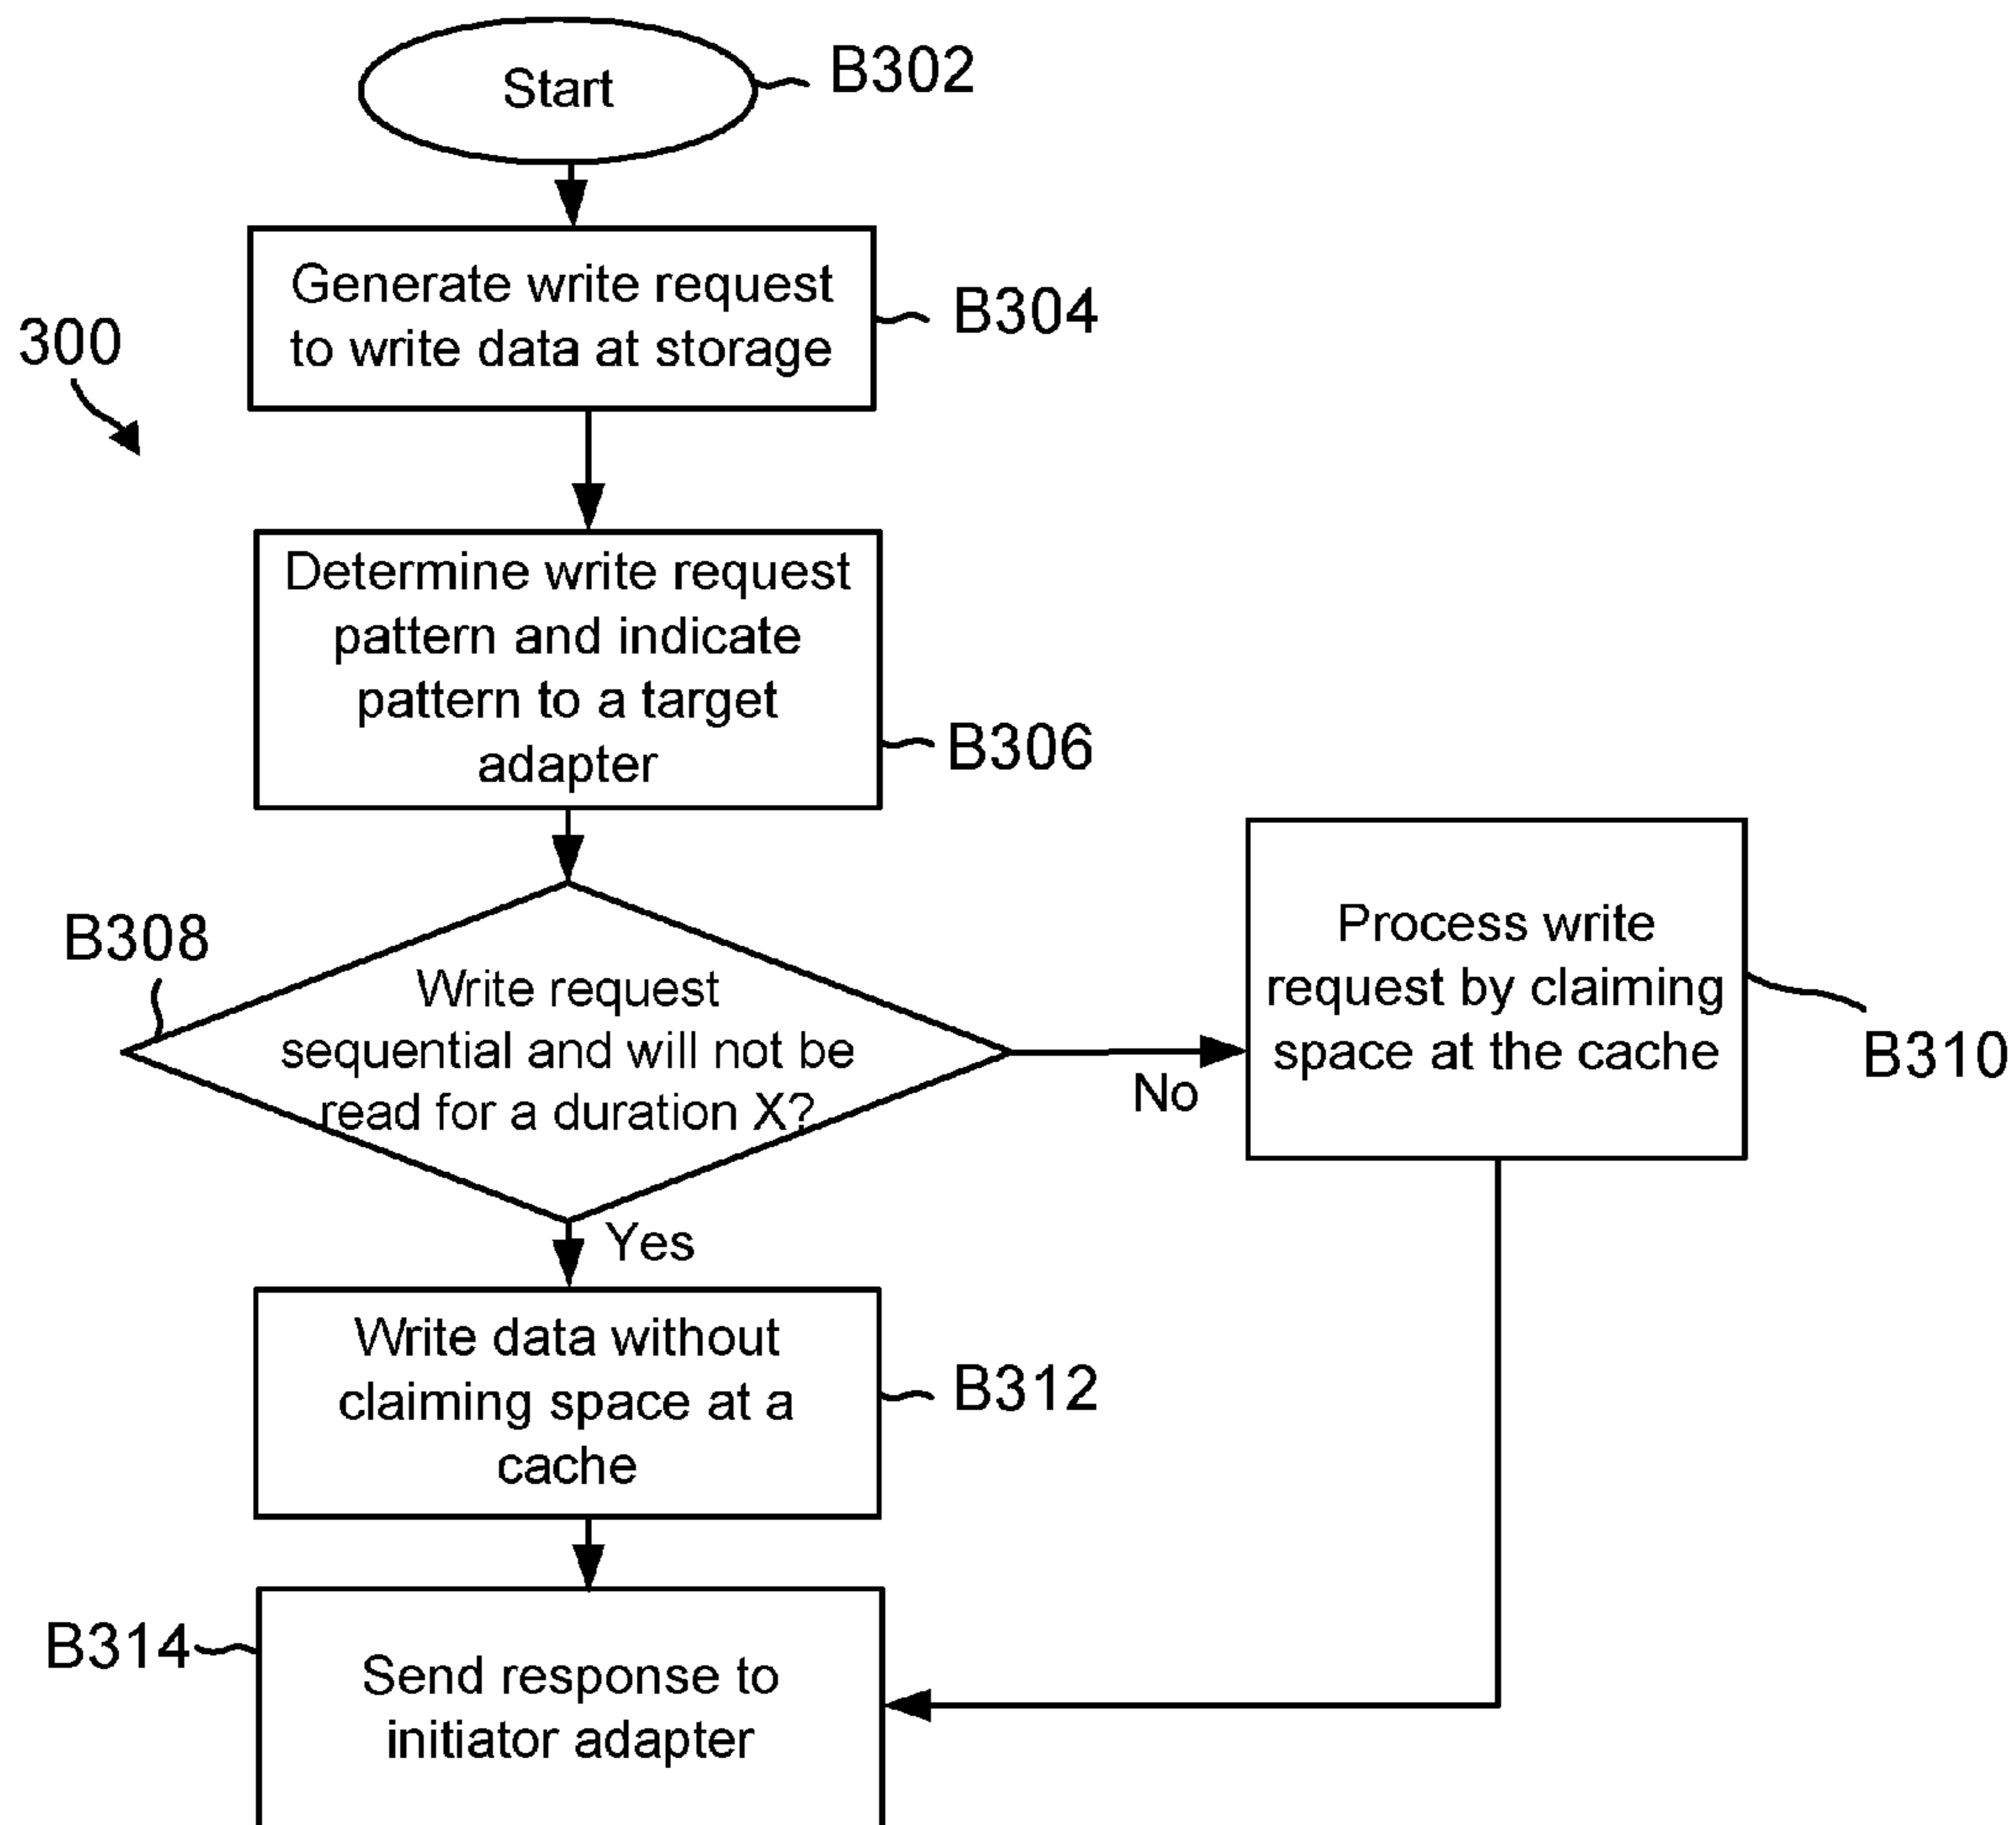 Start
B302
Generate write request
to write data at storage
B304
300
Determine write request
pattern and indicate
pattern to a target
adapter
B306
B308
Write request
sequential and will not be
read for a duration X?
No
Process write
request by claiming
space at the cache
B310
Yes
Write data without
claiming space at a
cache
B312
B314
Send response to
initiator adapter